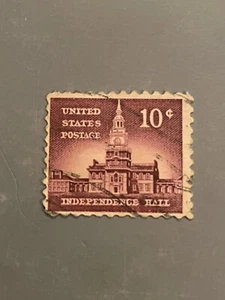 UNITED
STATES
POSTAGE
10¢
INDEPENDENCE HALL